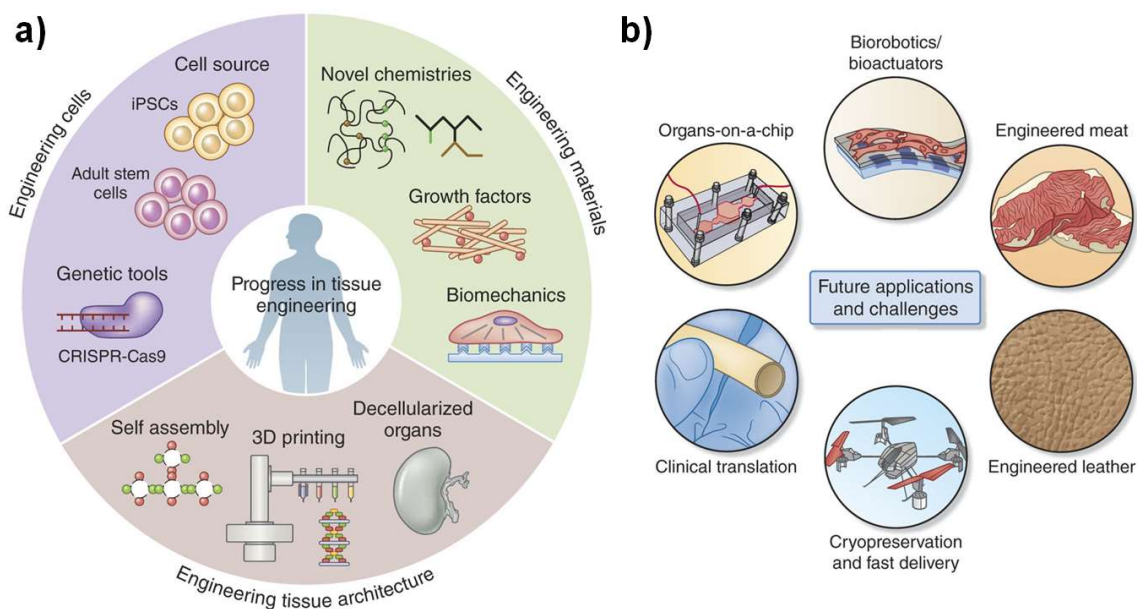 a)
Engineering cells
Cell source
iPSCs
Adult stem
cells
Genetic tools
CRISPR-Cas9
Novel chemistries
Engineering materials
Growth factors
Biomechanics
Progress in tissue
engineering
Self assembly
3D printing
Decellularized
organs
Engineering tissue architecture
b)
Biorobotics/
bioactuators
Organs-on-a-chip
Engineered meat
Future applications
and challenges
Clinical translation
Engineered leather
Cryopreservation
and fast delivery